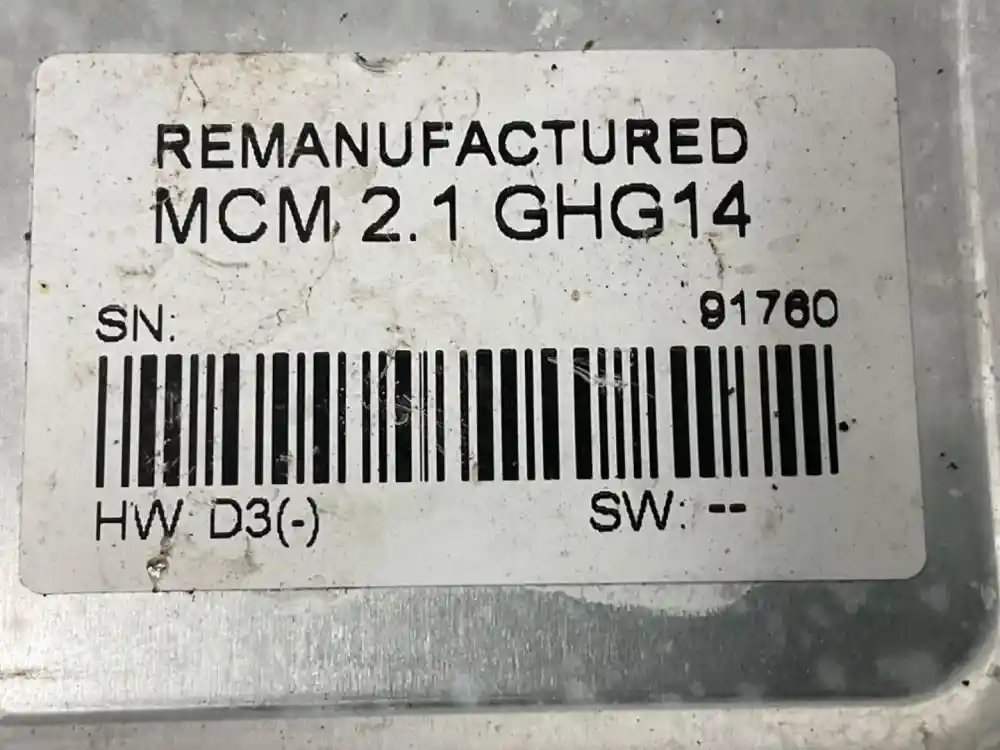 REMANUFACTURED
MCM 2.1 GHG14
SN: 91760
HW: D3(-) SW: --